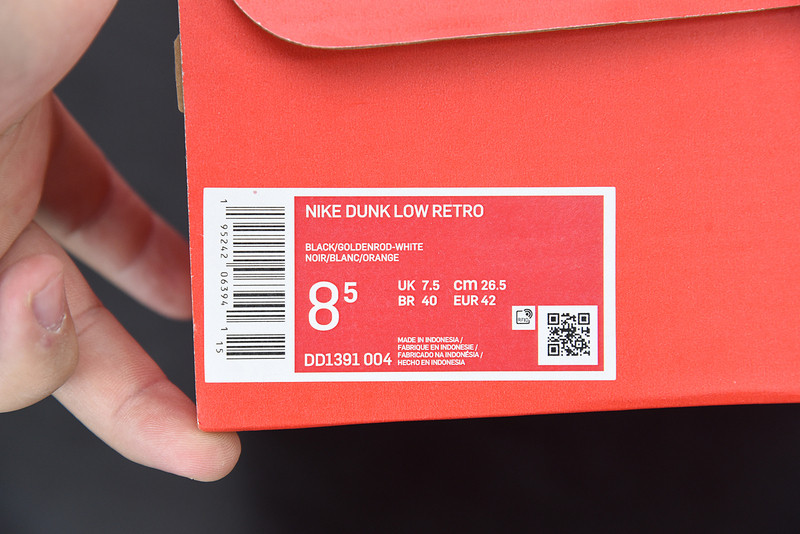 1 95242 06394 1 15
NIKE DUNK LOW RETRO
BLACK/GOLDENROD-WHITE
NOIR/BLANC/ORANGE
8⁵
UK 7.5 cm 26.5
BR 40 EUR 42
DD1391 004
MADE IN INDONESIA /
FABRIQUE EN INDONESIE /
FABRICADO NA INDONÉSIA /
HECHO EN INDONESIA